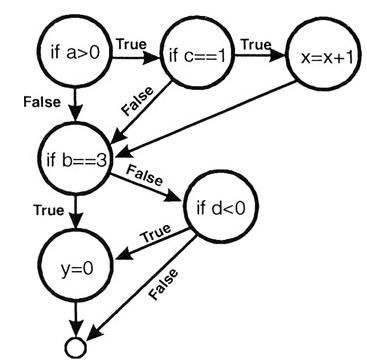 if a>0
True
if c==1
True
x=x+1
False
False
if b==3
False
True
if d<0
True
y=0
False